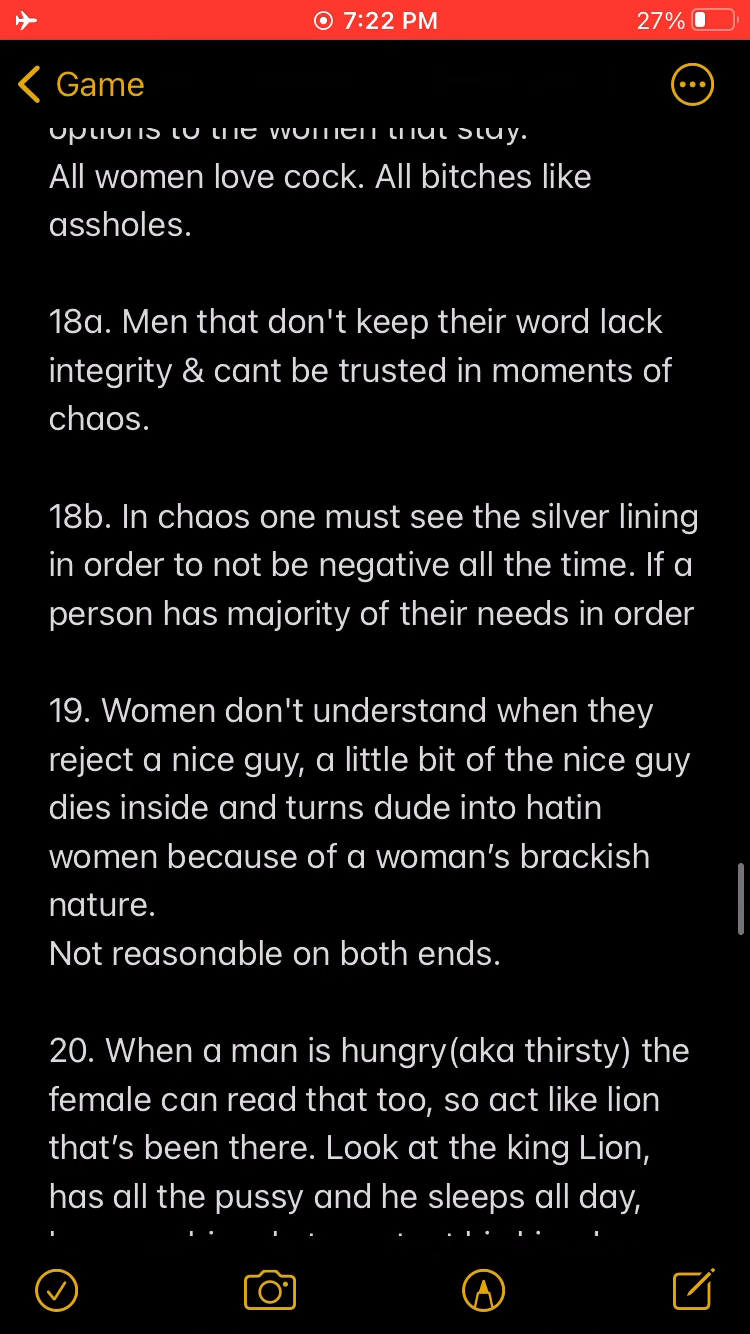 7:22 PM
27%
Game
options to the women that stay.
All women love cock. All bitches like
assholes.
18a. Men that don't keep their word lack
integrity & cant be trusted in moments of
chaos.
18b. In chaos one must see the silver lining
in order to not be negative all the time. If a
person has majority of their needs in order
19. Women don't understand when they
reject a nice guy, a little bit of the nice guy
dies inside and turns dude into hatin
women because of a woman’s brackish
nature.
Not reasonable on both ends.
20. When a man is hungry(aka thirsty) the
female can read that too, so act like lion
that’s been there. Look at the king Lion,
has all the pussy and he sleeps all day,